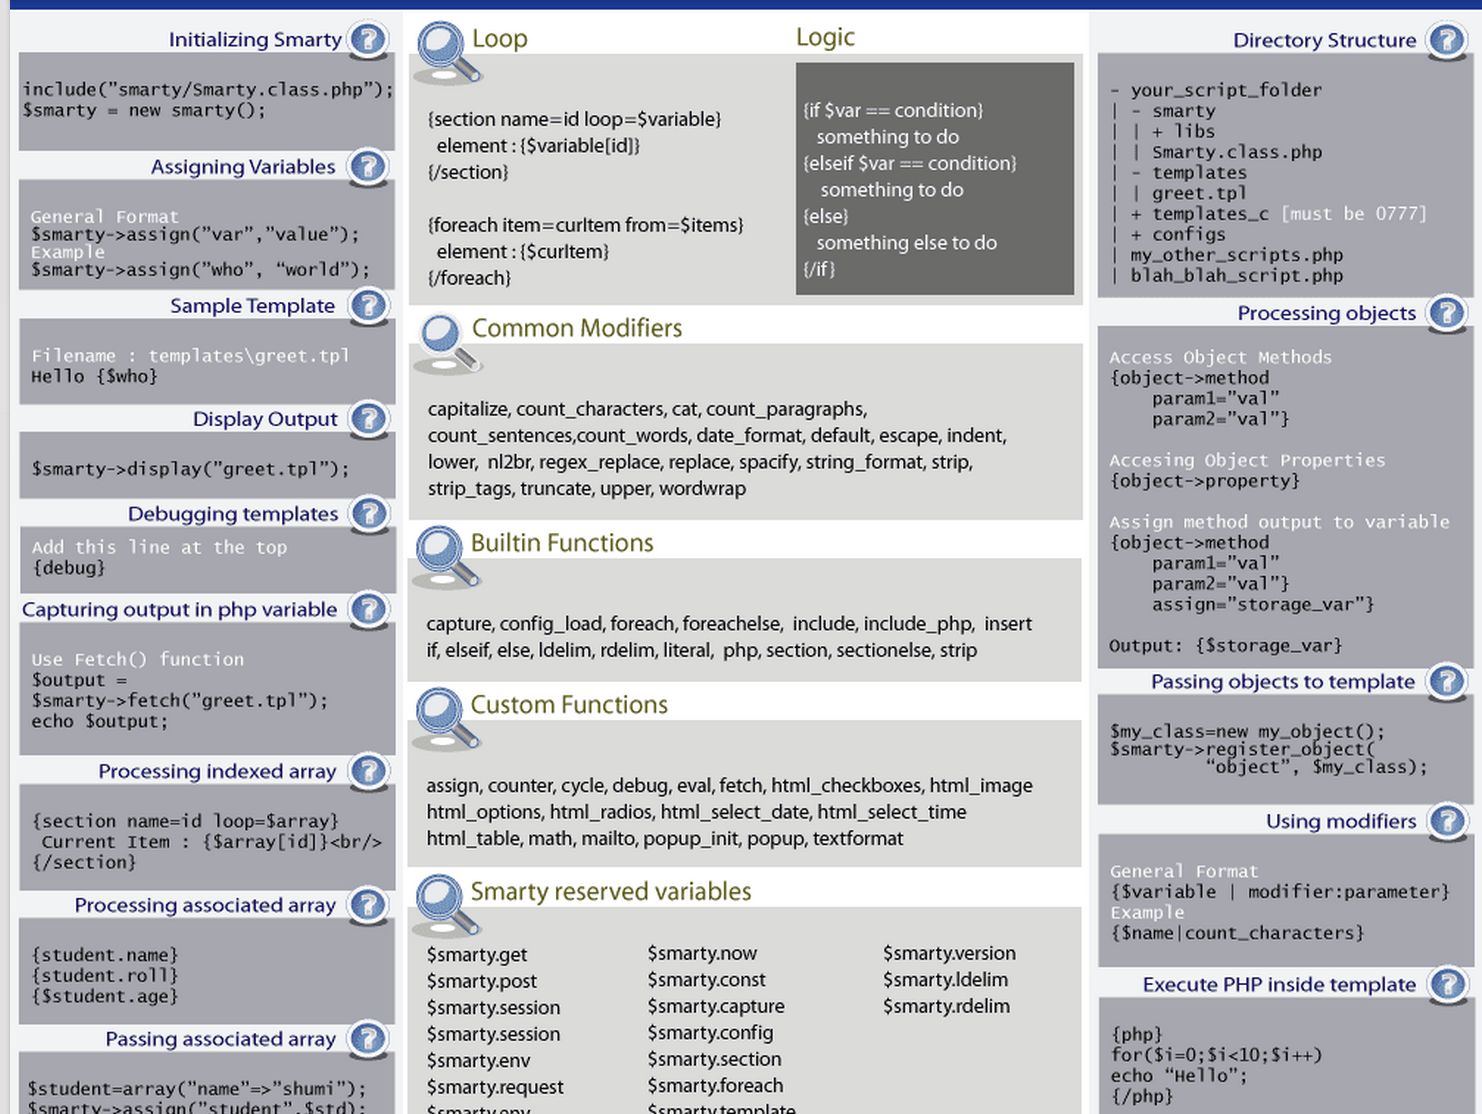 Initializing Smarty
include("smarty/Smarty.class.php");
$smarty = new smarty();
Assigning Variables
General Format
$smarty->assign("var","value");
Example
$smarty->assign("who", "world");
Sample Template
Filename : templates\greet.tpl
Hello {$who}
Display Output
$smarty->display("greet.tpl");
Debugging templates
Add this line at the top
{debug}
Capturing output in php variable
Use Fetch() function
$output =
$smarty->fetch("greet.tpl");
echo $output;
Processing indexed array
{section name=id loop=$array}
Current Item : {$array[id]}<br/>
{/section}
Processing associated array
{student.name}
{student.roll}
{$student.age}
Passing associated array
$student=array("name"=>"shumi");
$smarty->assign("student",$std);
Loop
{section name=id loop=$variable}
element : {$variable[id]}
{/section}
{foreach item=curItem from=$items}
element : {$curItem}
{/foreach}
Logic
{if $var == condition}
something to do
{elseif $var == condition}
something to do
{else}
something else to do
{/if}
Common Modifiers
capitalize, count_characters, cat, count_paragraphs,
count_sentences,count_words, date_format, default, escape, indent,
lower, nl2br, regex_replace, replace, spacify, string_format, strip,
strip_tags, truncate, upper, wordwrap
Builtin Functions
capture, config_load, foreach, foreachelse, include, include_php, insert
if, elseif, else, ldelim, rdelim, literal, php, section, sectionelse, strip
Custom Functions
assign, counter, cycle, debug, eval, fetch, html_checkboxes, html_image
html_options, html_radios, html_select_date, html_select_time
html_table, math, mailto, popup_init, popup, textformat
Smarty reserved variables
$smarty.get
$smarty.post
$smarty.session
$smarty.session
$smarty.env
$smarty.request
$smarty.env
$smarty.now
$smarty.const
$smarty.capture
$smarty.config
$smarty.section
$smarty.foreach
$smarty.template
$smarty.version
$smarty.ldelim
$smarty.rdelim
Directory Structure
- your_script_folder
| - smarty
| | + libs
| | Smarty.class.php
| - templates
| | greet.tpl
| + templates_c [must be 0777]
| + configs
| my_other_scripts.php
| blah_blah_script.php
Processing objects
Access Object Methods
{object->method
param1="val"
param2="val"}
Accesing Object Properties
{object->property}
Assign method output to variable
{object->method
param1="val"
param2="val"}
assign="storage_var"}
Output: {$storage_var}
Passing objects to template
$my_class=new my_object();
$smarty->register_object(
"object", $my_class);
Using modifiers
General Format
{$variable | modifier:parameter}
Example
{$name|count_characters}
Execute PHP inside template
{php}
for($i=0;$i<10;$i++)
echo "Hello";
{/php}